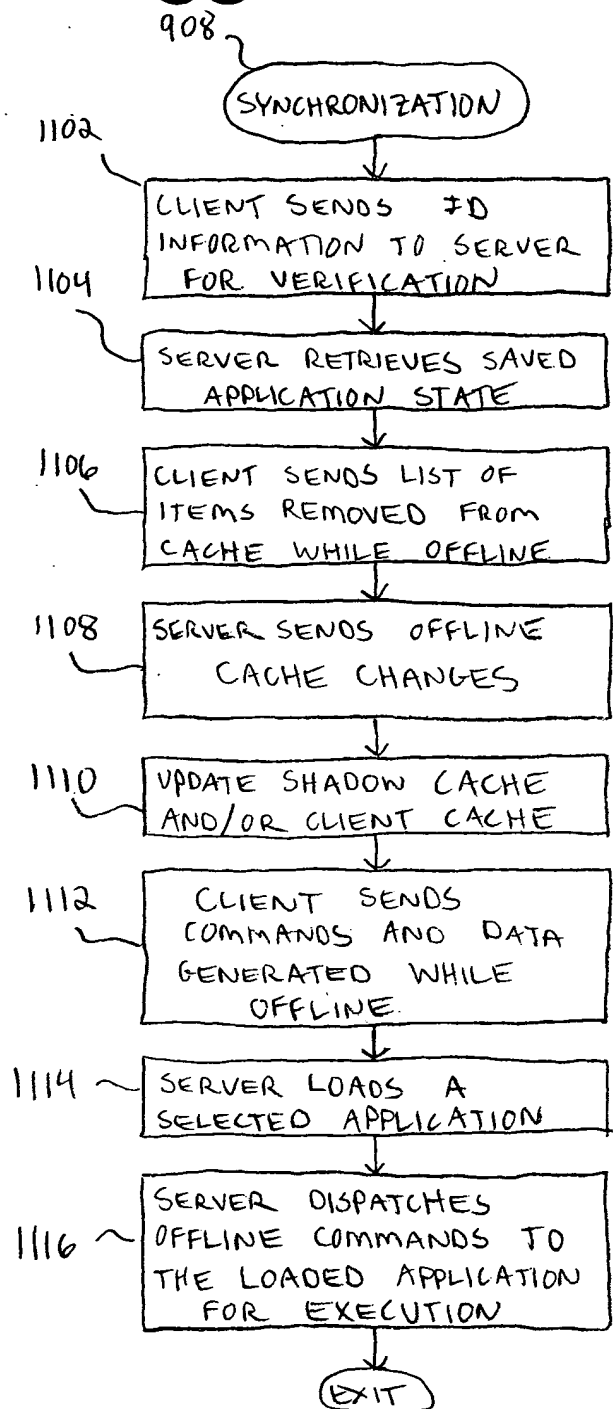 908
SYNCHRONIZATION
1102
CLIENT SENDS ID
INFORMATION TO SERVER
FOR VERIFICATION
1104
SERVER RETRIEVES SAVED
APPLICATION STATE
1106
CLIENT SENDS LIST OF
ITEMS REMOVED FROM
CACHE WHILE OFFLINE
1108
SERVER SENDS OFFLINE
CACHE CHANGES
1110
UPDATE SHADOW CACHE
AND/OR CLIENT CACHE
1112
CLIENT SENDS
COMMANDS AND DATA
GENERATED WHILE
OFFLINE
1114
SERVER LOADS A
SELECTED APPLICATION
1116
SERVER DISPATCHES
OFFLINE COMMANDS TO
THE LOADED APPLICATION
FOR EXECUTION
EXIT